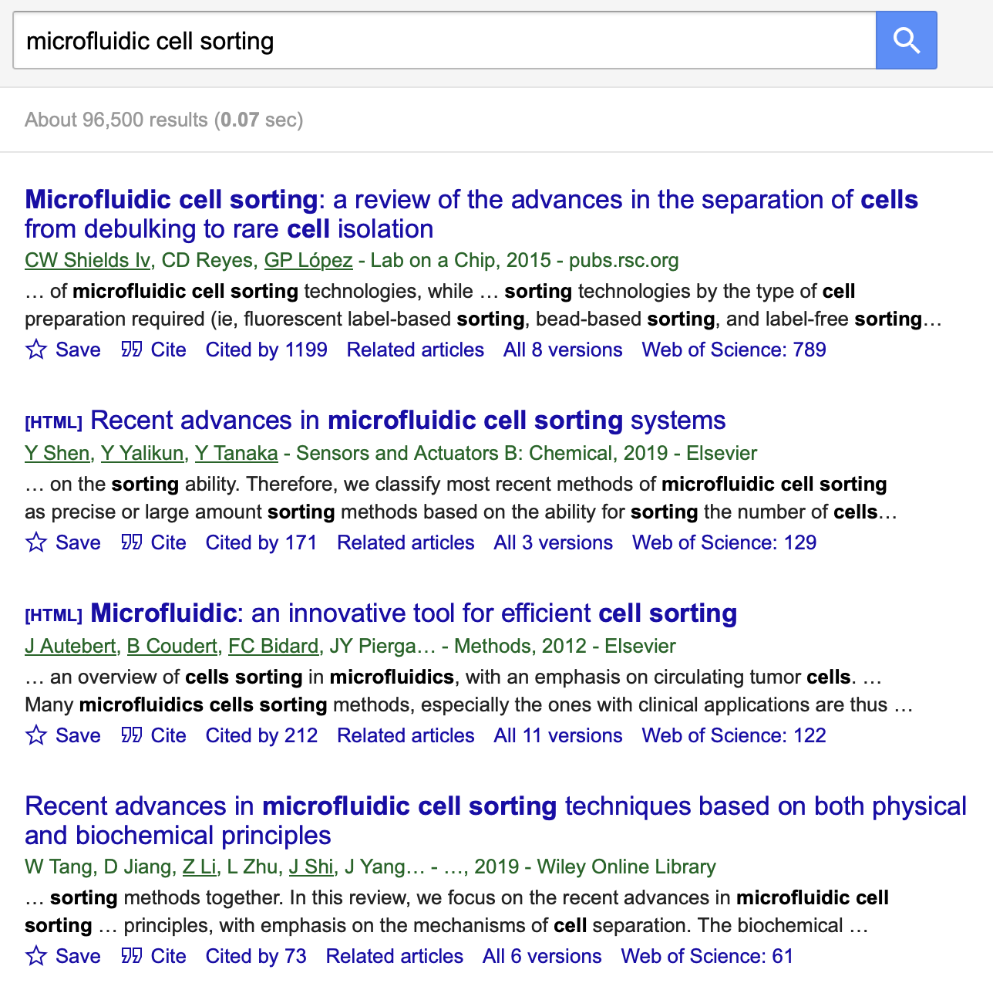 microfluidic cell sorting
About 96,500 results (0.07 sec)
Microfluidic cell sorting: a review of the advances in the separation of cells
from debulking to rare cell isolation
CW Shields Iv, CD Reyes, GP López - Lab on a Chip, 2015 - pubs.rsc.org
… of microfluidic cell sorting technologies, while … sorting technologies by the type of cell
preparation required (ie, fluorescent label-based sorting, bead-based sorting, and label-free sorting…
Save Cite Cited by 1199 Related articles All 8 versions Web of Science: 789
[HTML] Recent advances in microfluidic cell sorting systems
Y Shen, Y Yalikun, Y Tanaka - Sensors and Actuators B: Chemical, 2019 - Elsevier
… on the sorting ability. Therefore, we classify most recent methods of microfluidic cell sorting
as precise or large amount sorting methods based on the ability for sorting the number of cells…
Save Cite Cited by 171 Related articles All 3 versions Web of Science: 129
[HTML] Microfluidic: an innovative tool for efficient cell sorting
J Autebert, B Coudert, FC Bidard, JY Pierga… - Methods, 2012 - Elsevier
… an overview of cells sorting in microfluidics, with an emphasis on circulating tumor cells. …
Many microfluidics cells sorting methods, especially the ones with clinical applications are thus …
Save Cite Cited by 212 Related articles All 11 versions Web of Science: 122
Recent advances in microfluidic cell sorting techniques based on both physical
and biochemical principles
W Tang, D Jiang, Z Li, L Zhu, J Shi, J Yang… - …, 2019 - Wiley Online Library
… sorting methods together. In this review, we focus on the recent advances in microfluidic cell
sorting … principles, with emphasis on the mechanisms of cell separation. The biochemical …
Save Cite Cited by 73 Related articles All 6 versions Web of Science: 61